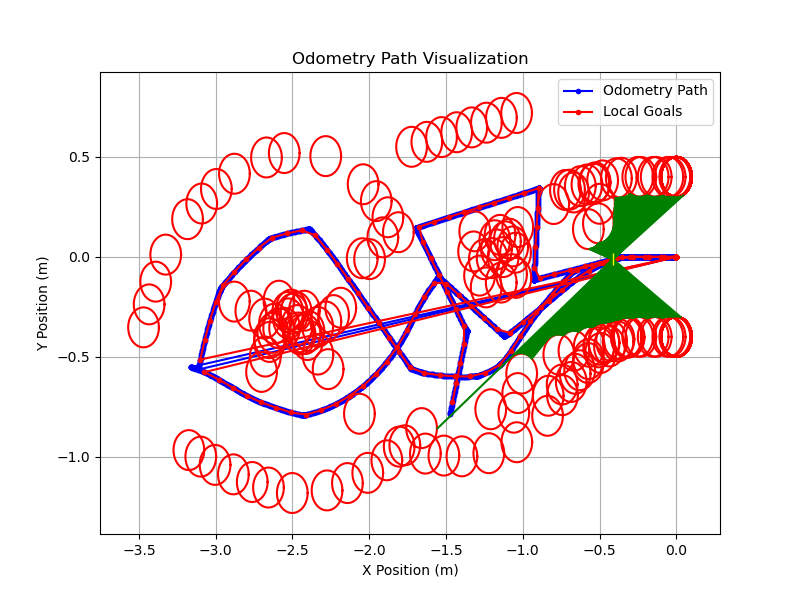 Odometry Path Visualization
Odometry Path
Local Goals
Y Position (m)
0.5
0.0
−0.5
−1.0
−3.5 −3.0 −2.5 −2.0 −1.5 −1.0 −0.5 0.0
X Position (m)